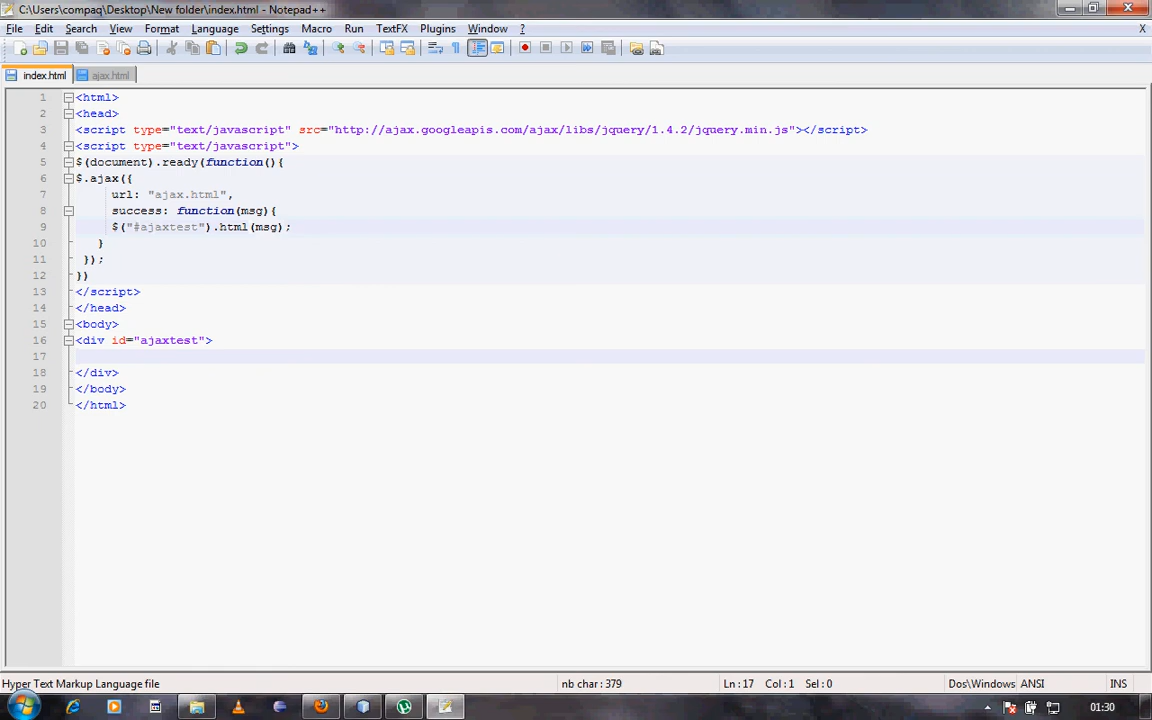 C:\Users\compaq\Desktop\New folder\index.html - Notepad++
File Edit Search View Format Language Settings Macro Run TextFX Plugins Window ? X
index.html ajax.html
1 <html>
2 <head>
3 <script type="text/javascript" src="http://ajax.googleapis.com/ajax/libs/jquery/1.4.2/jquery.min.js"></script>
4 <script type="text/javascript">
5 $(document).ready(function(){
6 $.ajax({
7 url: "ajax.html",
8 success: function(msg){
9 $("#ajaxtest").html(msg);
10 }
11 });
12 })
13 </script>
14 </head>
15 <body>
16 <div id="ajaxtest">
17
18 </div>
19 </body>
20 </html>
Hyper Text Markup Language file nb char : 379 Ln : 17 Col : 1 Sel : 0 Dos\Windows ANSI INS
01:30